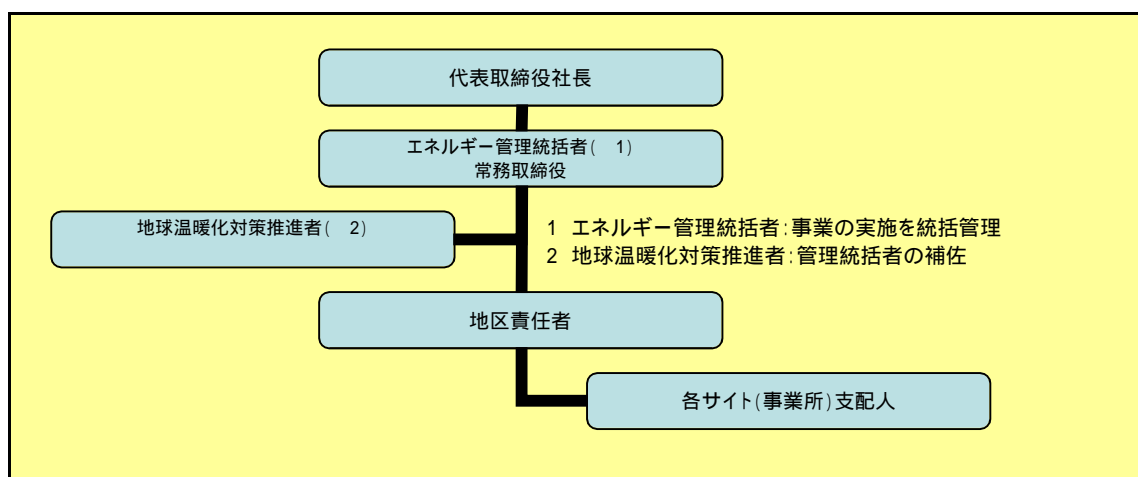 代表取締役社長
エネルギー管理統括者( 1)
常務取締役
地球温暖化対策推進者( 2)
1 エネルギー管理統括者:事業の実施を統括管理
2 地球温暖化対策推進者:管理統括者の補佐
地区責任者
各サイト(事業所)支配人